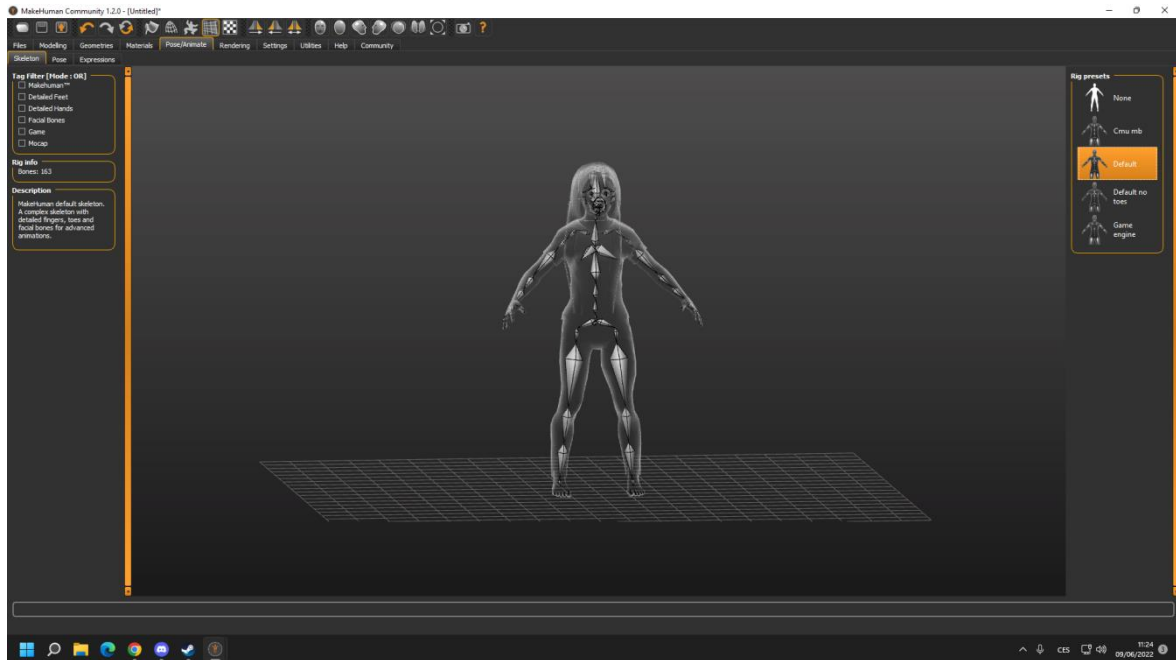 MakeHuman Community 1.2.0 - [Untitled]*
Files Modelling Geometries Materials Pose/Animate Rendering Settings Utilities Help Community
Skeleton Pose Expressions
Tag Filter [Mode : OR]
Makehuman™
Detailed Feet
Detailed Hands
Facial Bones
Game
Mocap
Rig info
Bones: 163
Description
MakeHuman default skeleton.
A complex skeleton with
detailed fingers, toes and
facial bones for advanced
animations.
Rig presets
None
Cmu mb
Default
Default no
toes
Game
engine
CES
11:24
09/06/2022